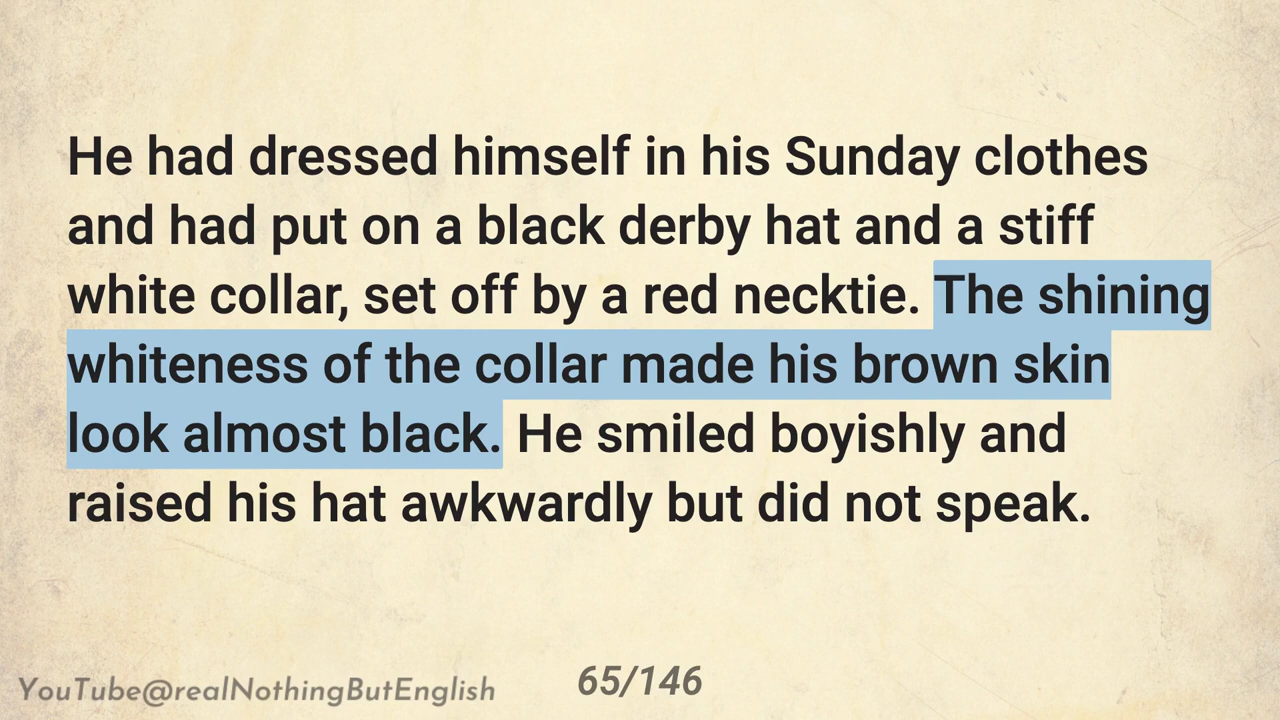 He had dressed himself in his Sunday clothes
and had put on a black derby hat and a stiff
white collar, set off by a red necktie. The shining
whiteness of the collar made his brown skin
look almost black. He smiled boyishly and
raised his hat awkwardly but did not speak.
YouTube@realNothingButEnglish
65/146